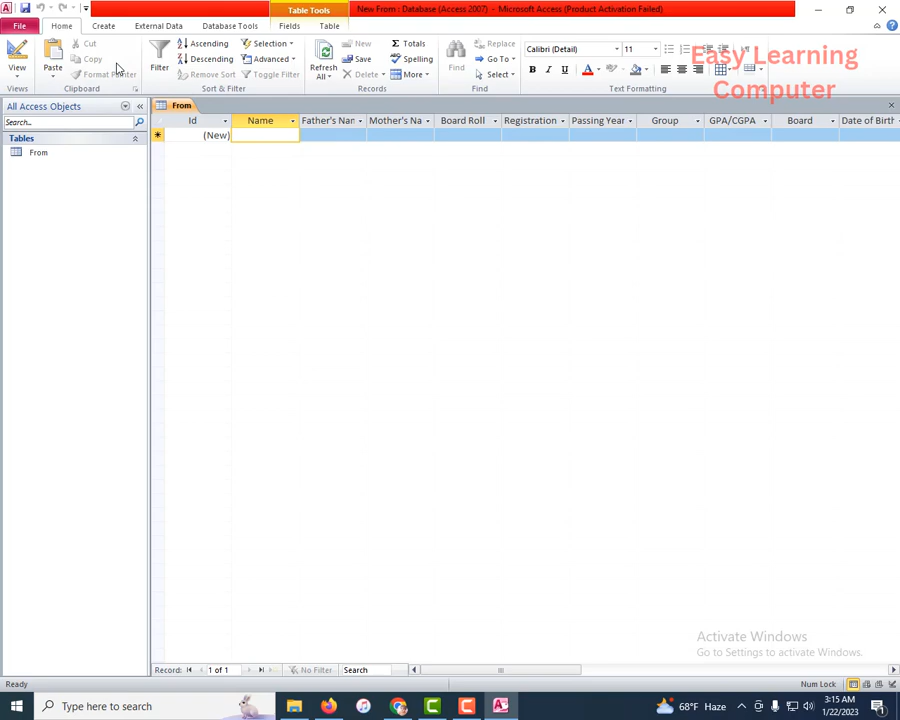 Table Tools
New From : Database (Access 2007) - Microsoft Access (Product Activation Failed)
File Home Create External Data Database Tools Fields Table
View
Views
Paste
Cut
Copy
Format Painter
Clipboard
Filter
Ascending
Descending
Remove Sort
Selection
Advanced
Toggle Filter
Sort & Filter
Refresh
All
New
Save
Delete
Totals
Spelling
More
Records
Find
Replace
Go To
Select
Find
Calibri (Detail) 11
B I U A
Text Formatting
Easy Learning
Computer
All Access Objects
Search...
Tables
From
From
Id Name Father's Nan Mother's Na Board Roll Registration Passing Year Group GPA/CGPA Board Date of Birth
(New)
Activate Windows
Go to Settings to activate Windows.
Record: 1 of 1 No Filter Search
Ready
Num Lock
Type here to search
68°F Haze
3:15 AM
1/22/2023
1